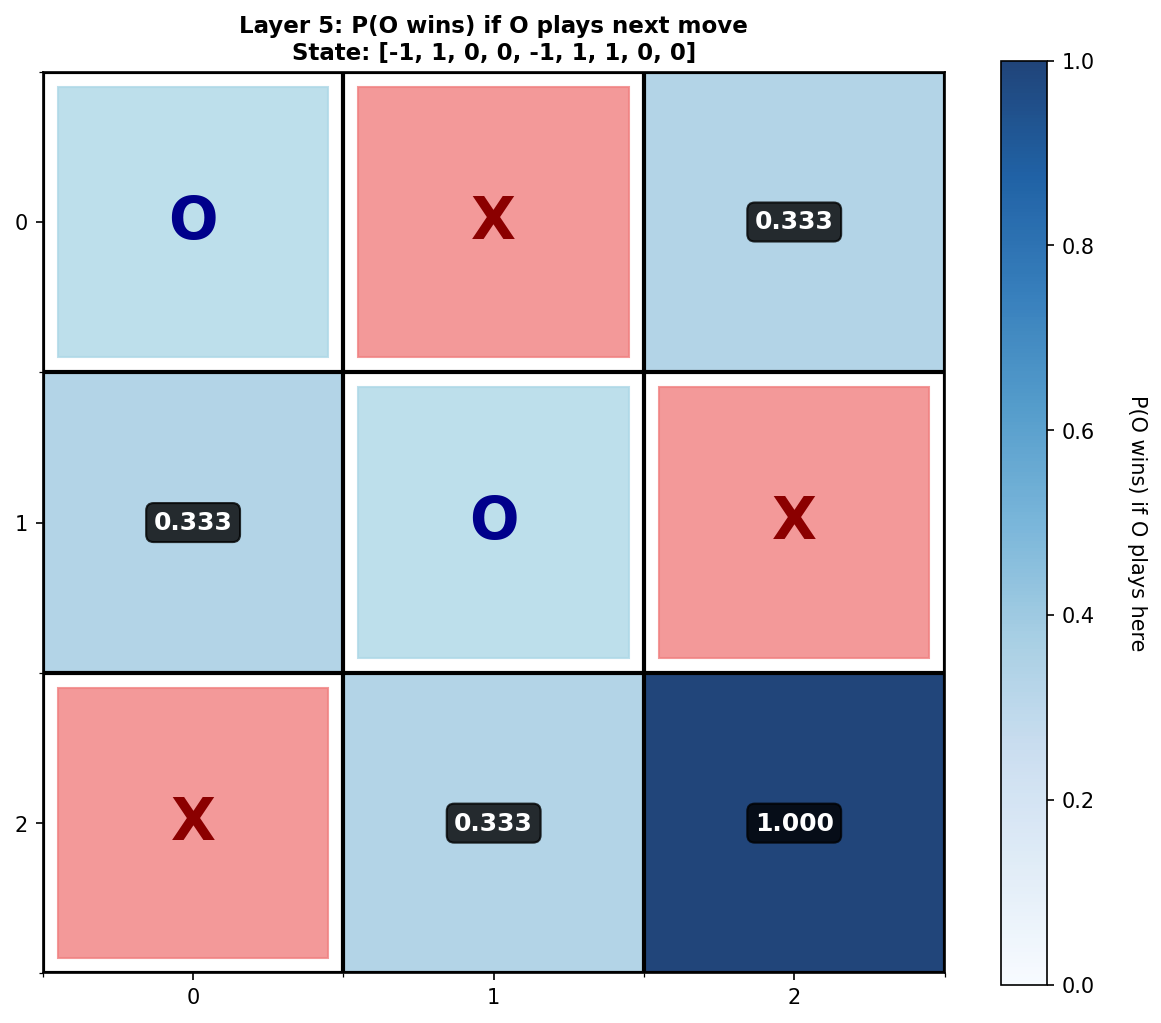 Layer 5: P(O wins) if O plays next move
State: [-1, 1, 0, 0, -1, 1, 1, 0, 0]
0
O
X
0.333
1
0.333
O
X
2
X
0.333
1.000
0
1
2
1.0
0.8
0.6
0.4
0.2
0.0
P(O wins) if O plays here